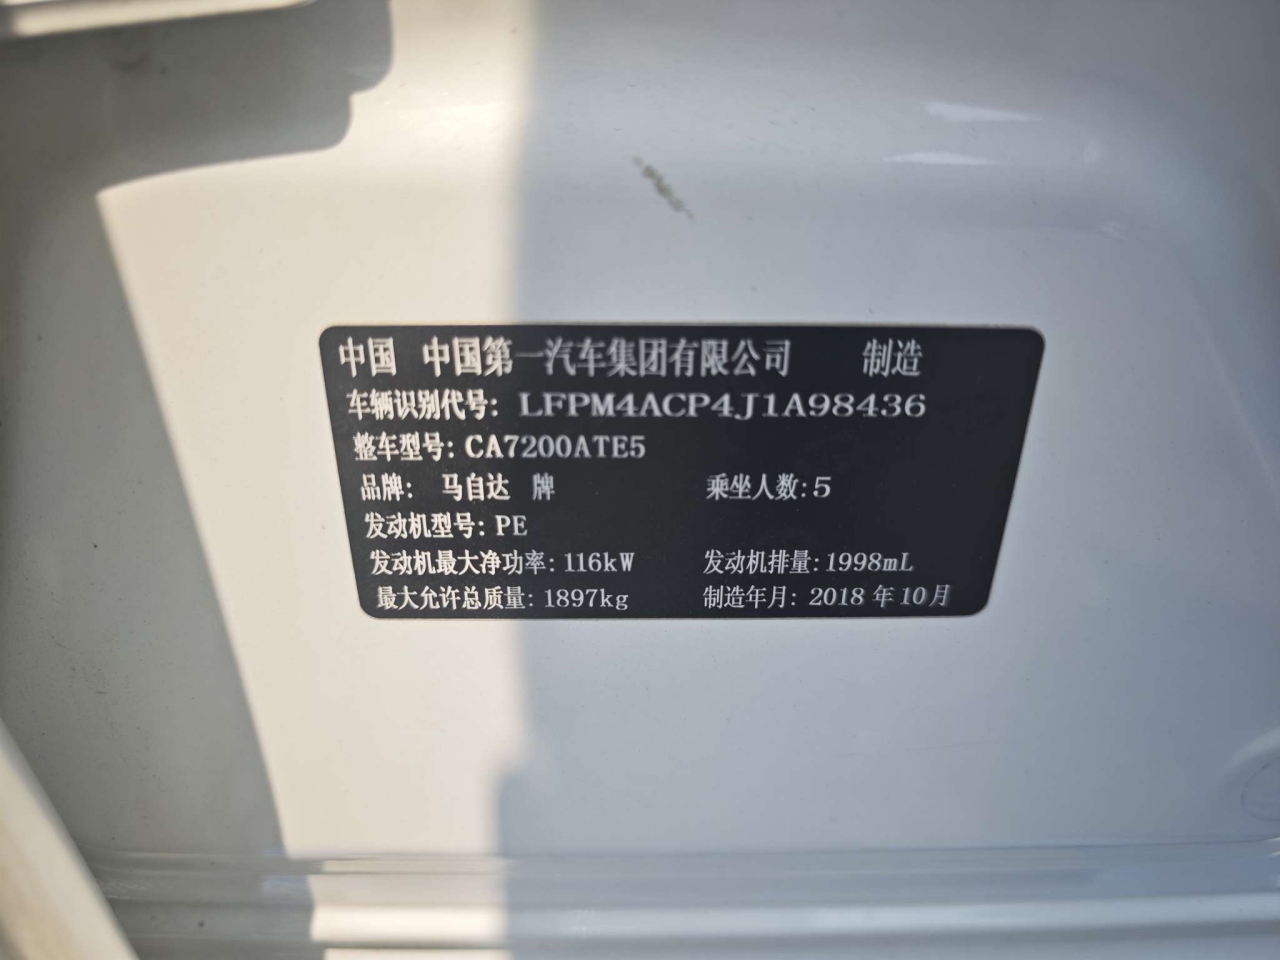 中国 中国第一汽车集团有限公司 制造
车辆识别代号: LFPM4ACP4J1A98436
整车型号: CA7200ATE5
品牌: 马自达 牌 乘坐人数: 5
发动机型号: PE
发动机最大净功率: 116kW 发动机排量: 1998mL
最大允许总质量: 1897kg 制造年月: 2018 年 10 月